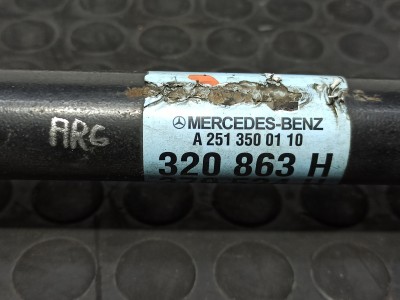 ARG
MERCEDES-BENZ
A 251 350 01 10
320 863 H